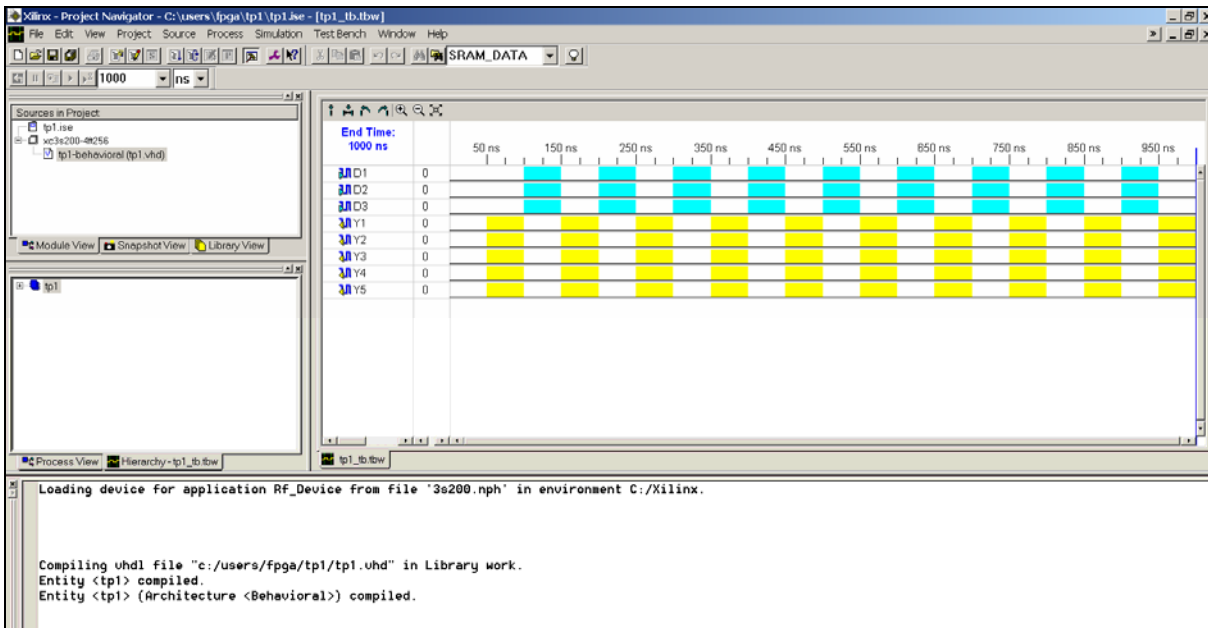 Xilinx - Project Navigator - C:\users\fpga\tp1\tp1.ise - [tp1_tb.tbw]
File Edit View Project Source Process Simulation Test Bench Window Help
SRAM_DATA
1000 ns
Sources in Project
tp1.ise
xc3s200-4ft256
tp1-behavioral (tp1.vhd)
Module View Snapshot View Library View
tp1
Process View Hierarchy - tp1_tb.tbw
End Time:
1000 ns
50 ns 150 ns 250 ns 350 ns 450 ns 550 ns 650 ns 750 ns 850 ns 950 ns
D1 0
D2 0
D3 0
Y1 0
Y2 0
Y3 0
Y4 0
Y5 0
tp1_tb.tbw
Loading device for application Rf_Device from file '3s200.nph' in environment C:/Xilinx.
Compiling vhdl file "c:/users/fpga/tp1/tp1.vhd" in Library work.
Entity <tp1> compiled.
Entity <tp1> (Architecture <Behavioral>) compiled.